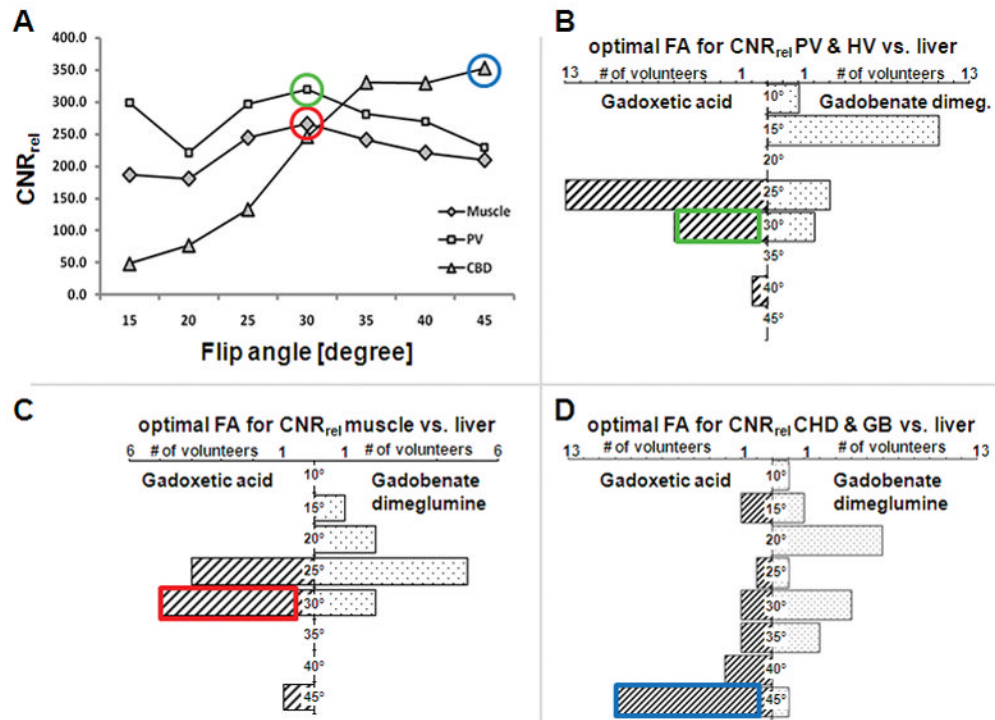 A
400.0
350.0
300.0
250.0
200.0
150.0
100.0
50.0
0.0
CNRrel
Muscle
PV
CBD
15 20 25 30 35 40 45
Flip angle [degree]
B
optimal FA for CNRrel PV & HV vs. liver
13 # of volunteers 1 1 # of volunteers 13
Gadoxetic acid Gadobenate dimeg.
10°
15°
20°
25°
30°
35°
40°
45°
C
optimal FA for CNRrel muscle vs. liver
6 # of volunteers 1 1 # of volunteers 6
Gadoxetic acid Gadobenate
dimeglumine
10°
15°
20°
25°
30°
35°
40°
45°
D
optimal FA for CNRrel CHD & GB vs. liver
13 # of volunteers 1 1 # of volunteers 13
Gadoxetic acid Gadobenate
dimeglumine
10°
15°
20°
25°
30°
35°
40°
45°